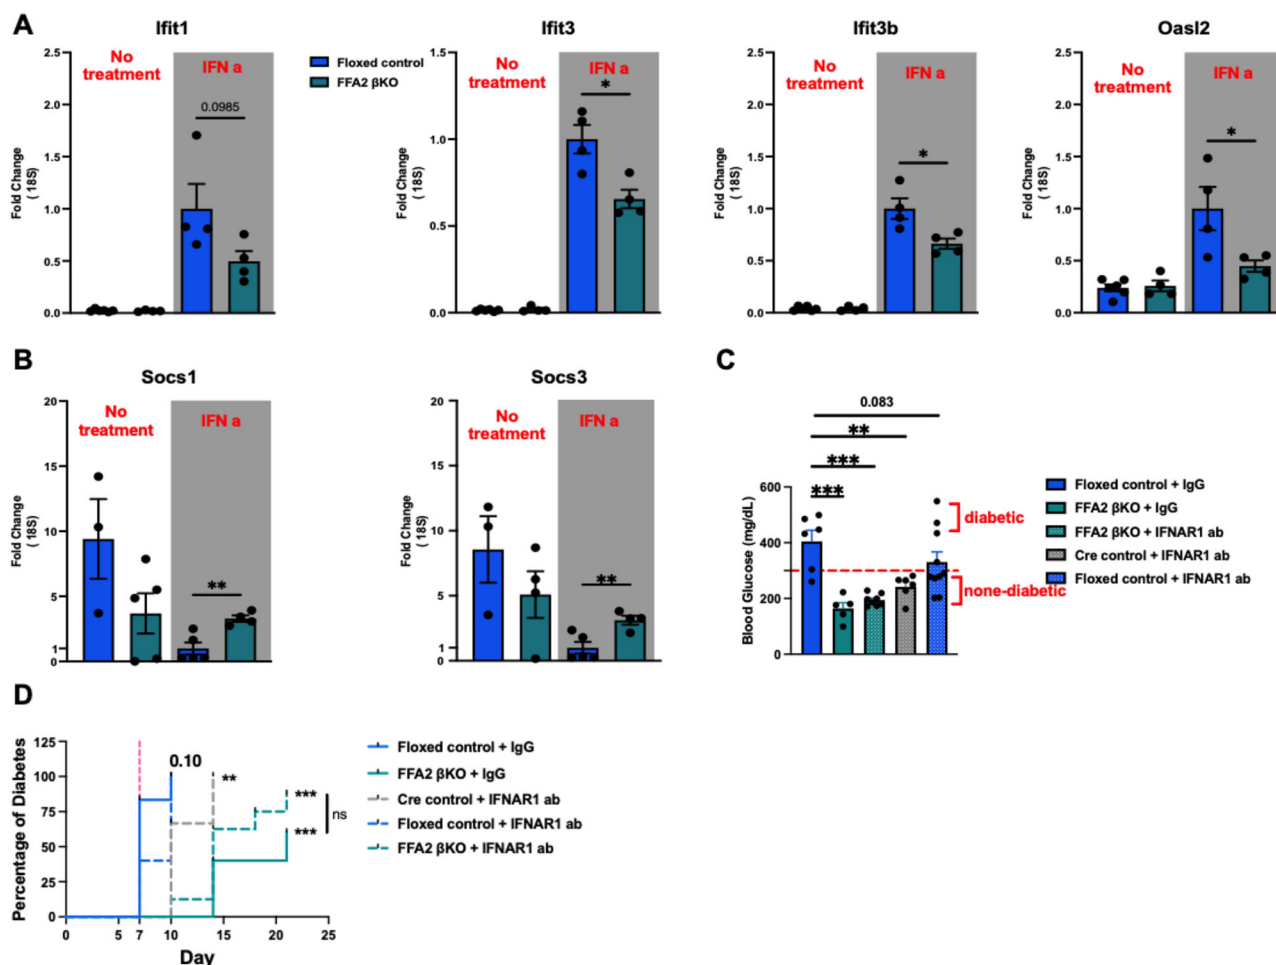 A
Ifit1
Ifit3
Ifit3b
Oasl2
2.5
2.0
1.5
1.0
0.5
0.0
Fold Change
( 18S)
No
treatment
IFN a
0.0985
Floxed control
FFA2 βKO
1.5
1.0
0.5
0.0
Fold Change
( 18S)
No
treatment
IFN a
*
2.5
2.0
1.5
1.0
0.5
0.0
Fold Change
( 18S)
No
treatment
IFN a
*
2.5
2.0
1.5
1.0
0.5
0.0
Fold Change
( 18S)
No
treatment
IFN a
*
B
Socs1
20
15
10
5
1
0
Fold Change
( 18S)
No
treatment
IFN a
**
Socs3
20
15
10
5
1
0
Fold Change
( 18S)
No
treatment
IFN a
**
C
0.083
**
***
***
600
400
200
0
Blood Glucose (mg/dL)
diabetic
none-diabetic
Floxed control + IgG
FFA2 βKO + IgG
FFA2 βKO + IFNAR1 ab
Cre control + IFNAR1 ab
Floxed control + IFNAR1 ab
D
125
100
75
50
25
0
Percentage of Diabetes
0.10
**
***
***
ns
0 5 7 10 15 20 25
Day
Floxed control + IgG
FFA2 βKO + IgG
Cre control + IFNAR1 ab
Floxed control + IFNAR1 ab
FFA2 βKO + IFNAR1 ab